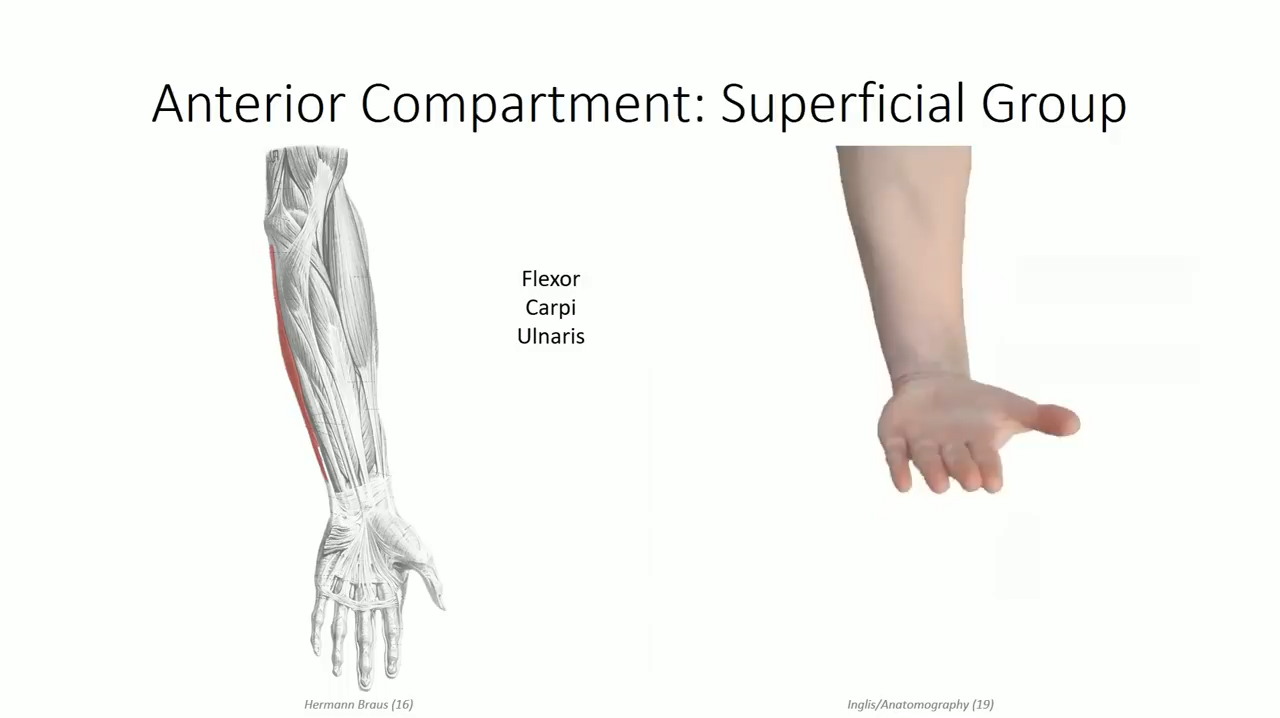 Anterior Compartment: Superficial Group
Flexor
Carpi
Ulnaris
Hermann Braus (16)
Inglis/Anatomography (19)